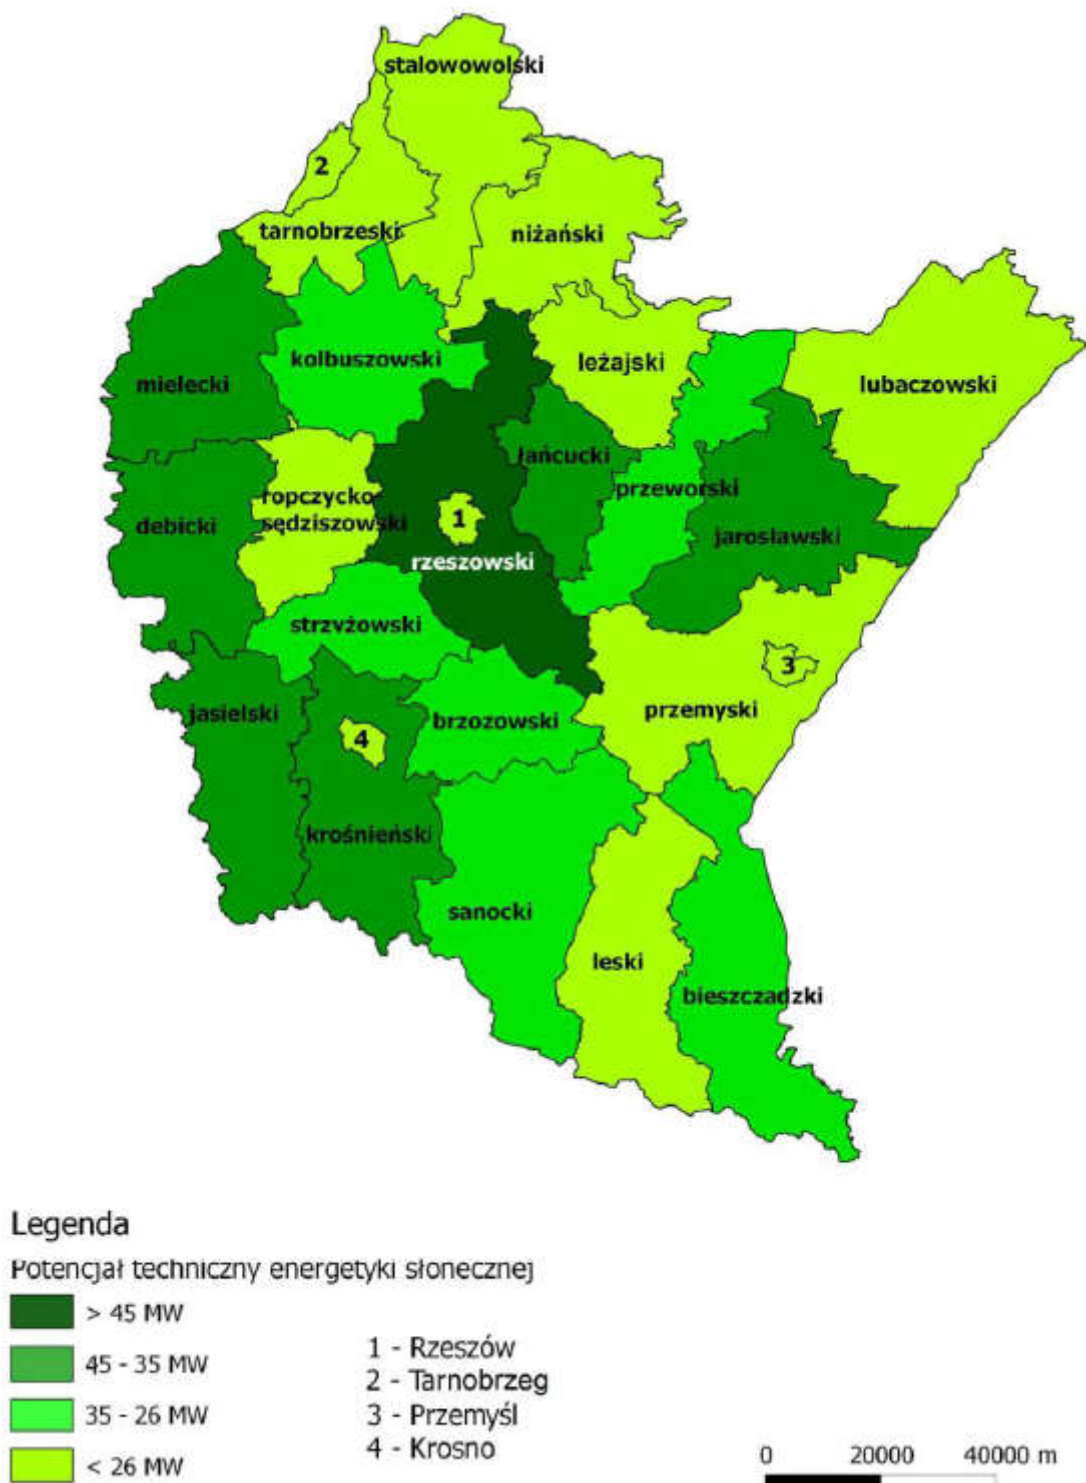 stalowowolski
2
tarnobrzeski
niżański
kolbuszowski
leżajski
mielecki
lubaczowski
łańcucki
ropczycko-
przeworski
sędziszowski
1
debicki
jarosławski
rzeszowski
strzyżowski
3
jasielski
przemyski
brzozowski
4
krośnieński
sanocki
leski
bieszczadzki
Legenda
Potencjał techniczny energetyki słonecznej
> 45 MW
45 - 35 MW
35 - 26 MW
< 26 MW
1 - Rzeszów
2 - Tarnobrzeg
3 - Przemyśl
4 - Krosno
0 20000 40000 m